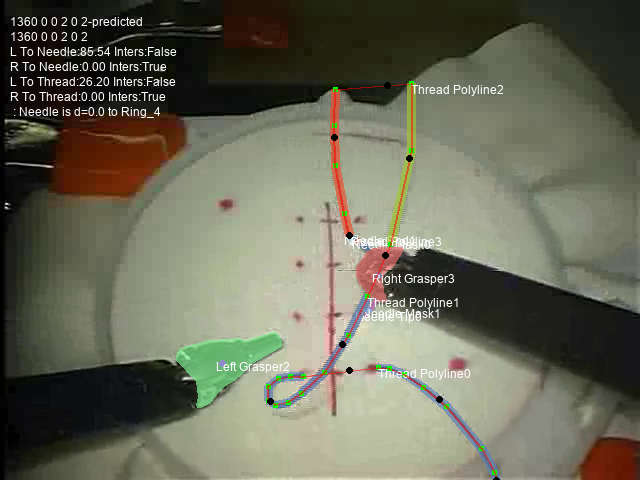 1360 0 0 2 0 2-predicted
1360 0 0 2 0 2
L To Needle:85.54 Inters:False
R To Needle:0.00 Inters:True
L To Thread:26.20 Inters:False
R To Thread:0.00 Inters:True
: Needle is d=0.0 to Ring_4
Thread Polyline2
Right Grasper3
Thread Polyline1
Needle Mask1
Left Grasper2
Thread Polyline0